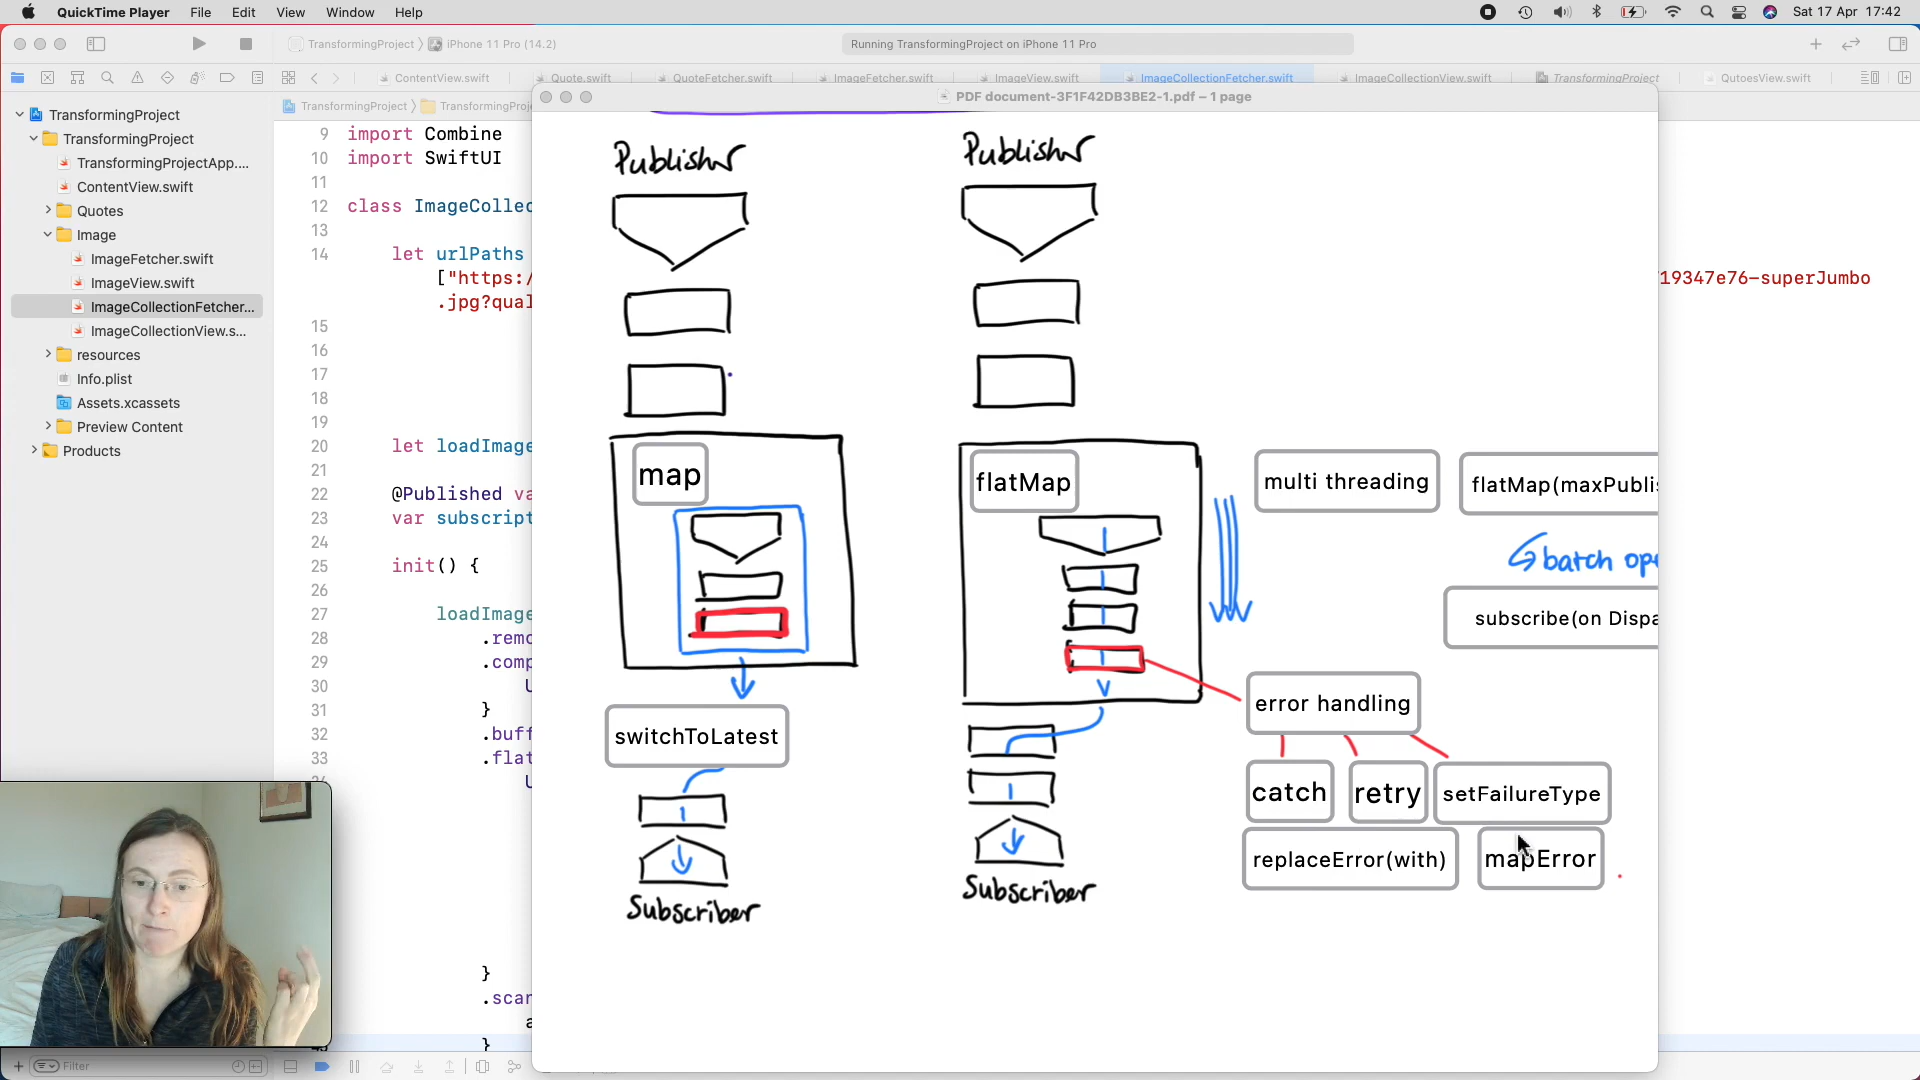 QuickTime Player File Edit View Window Help
Sat 17 Apr 17:42
TransformingProject iPhone 11 Pro (14.2)
Running TransformingProject on iPhone 11 Pro
ContentView.swift Quote.swift QuoteFetcher.swift ImageFetcher.swift ImageView.swift ImageCollectionFetcher.swift ImageCollectionView.swift TransforminqProject QutoesView.swift
TransformingProject
TransformingProject
TransformingProjectApp....
ContentView.swift
Quotes
Image
ImageFetcher.swift
ImageView.swift
ImageCollectionFetcher...
ImageCollectionView.s...
resources
Info.plist
Assets.xcassets
Preview Content
Products
Filter
TransformingProject TransformingProje
9 import Combine
10 import SwiftUI
11
12 class ImageCollec
13
14 let urlPaths
["https:/ 19347e76-superJumbo
.jpg?qual
15
16
17
18
19
20 let loadImage
21
22 @Published va
23 var subscript
24
25 init() {
26
27 loadImage
28 .remo
29 .comp
30 U
31 }
32 .buff
33 .flat
U
}
.scar
a
}
PDF document-3F1F42DB3BE2-1.pdf – 1 page
Publisher
map
switchToLatest
Subscriber
Publisher
flatMap
Subscriber
multi threading
flatMap(maxPublis
batch ope
subscribe(on Dispa
error handling
catch
retry
setFailureType
replaceError(with)
mapError